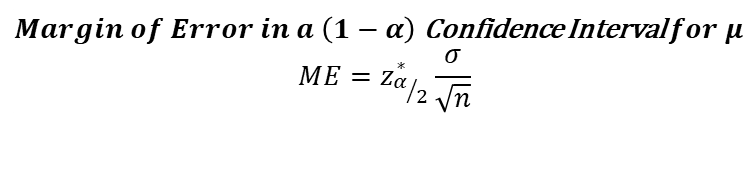 Margin of Error in a (1 − α) Confidence Interval for μ
ME = z*α/2 σ/√n